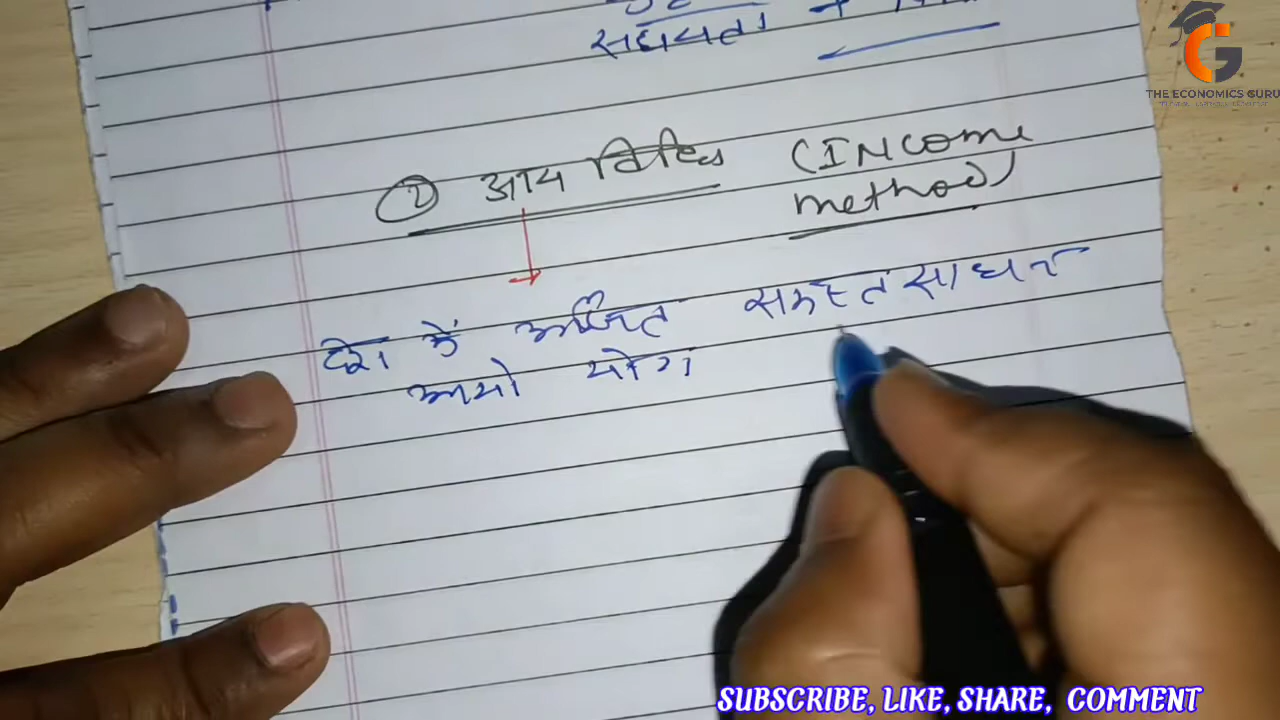 सहायता +
② आय विधि (INCome
method)
देश में अर्जित समस्त साधन
आयो योग
THE ECONOMICS GURU
SUBSCRIBE, LIKE, SHARE, COMMENT